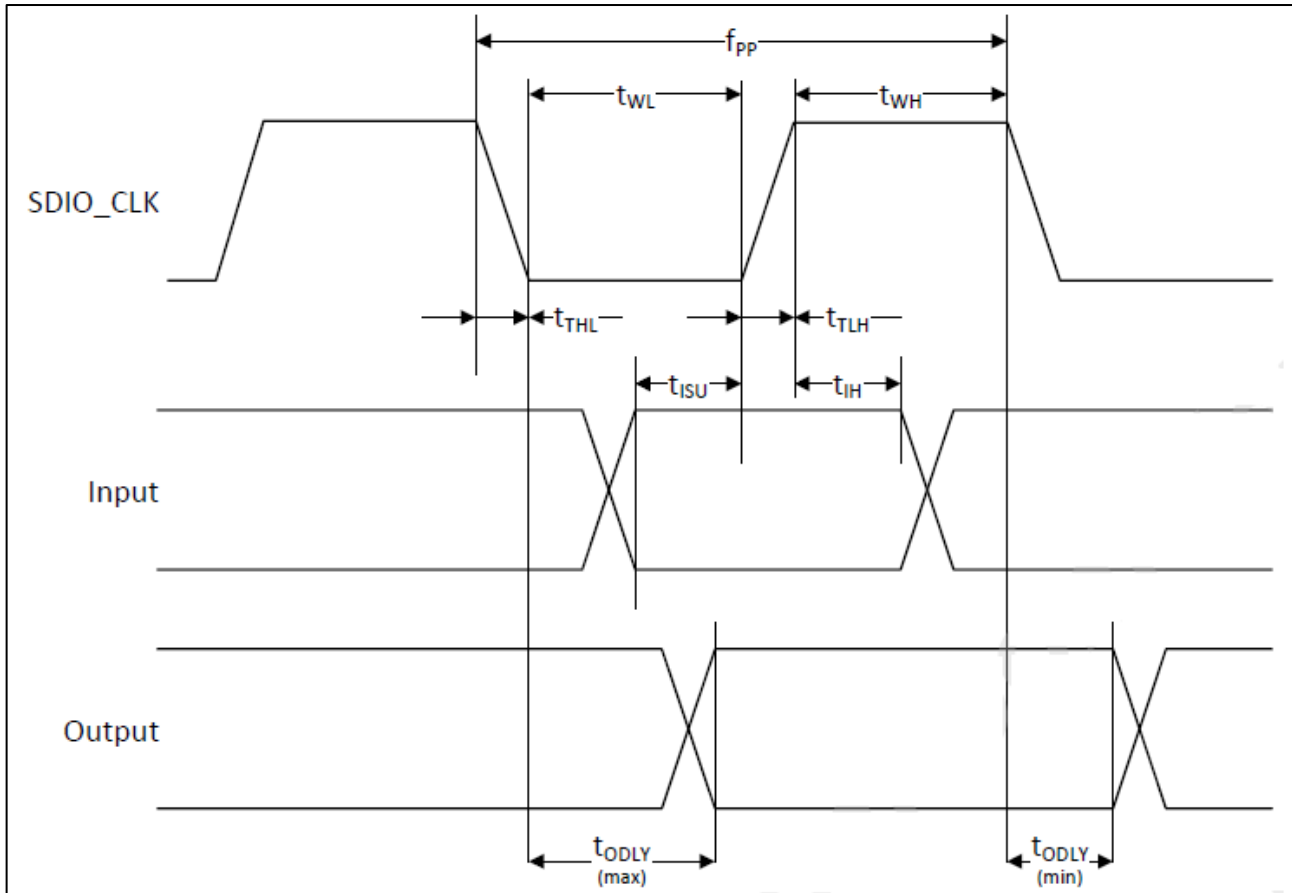 fPP
tWL
tWH
SDIO_CLK
tTHL
tTLH
tISU
tIH
Input
Output
tODLY
(max)
tODLY
(min)